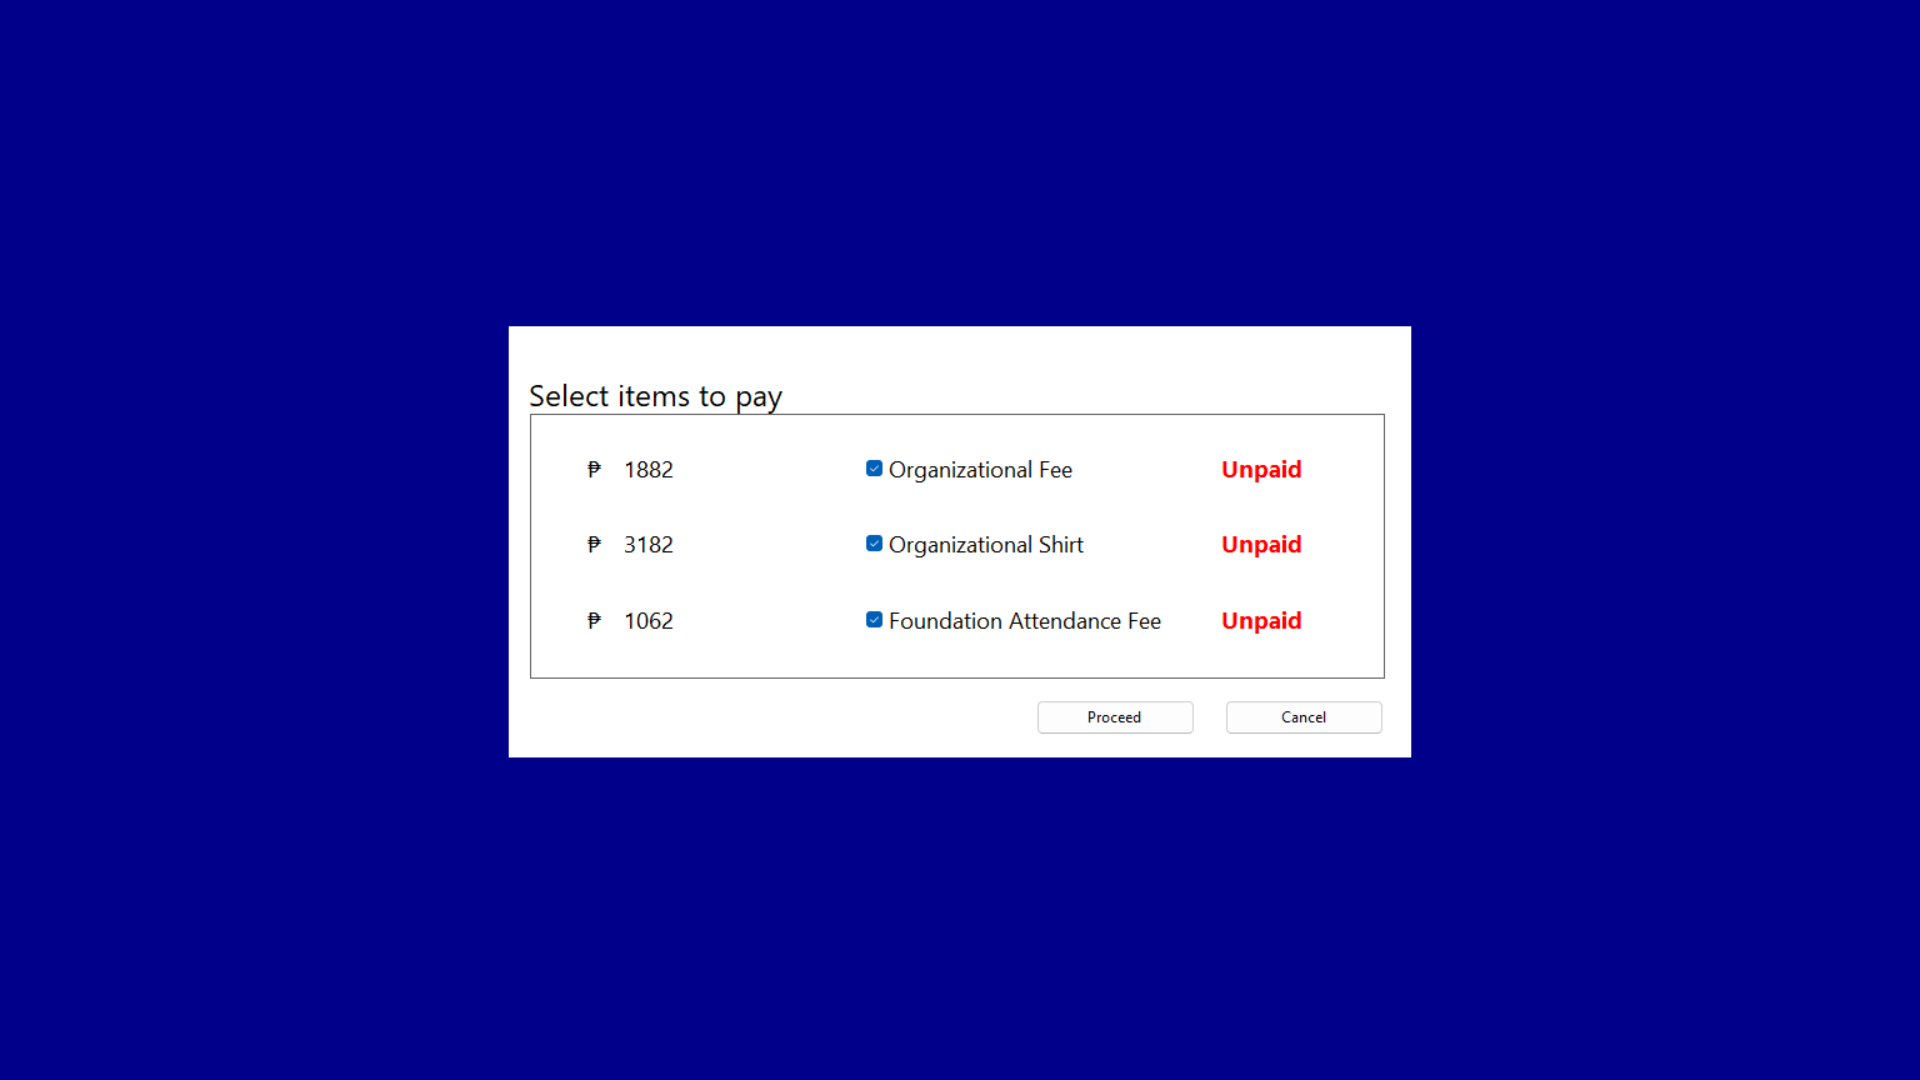 Select items to pay
₱ 1882 Organizational Fee Unpaid
₱ 3182 Organizational Shirt Unpaid
₱ 1062 Foundation Attendance Fee Unpaid
Proceed Cancel